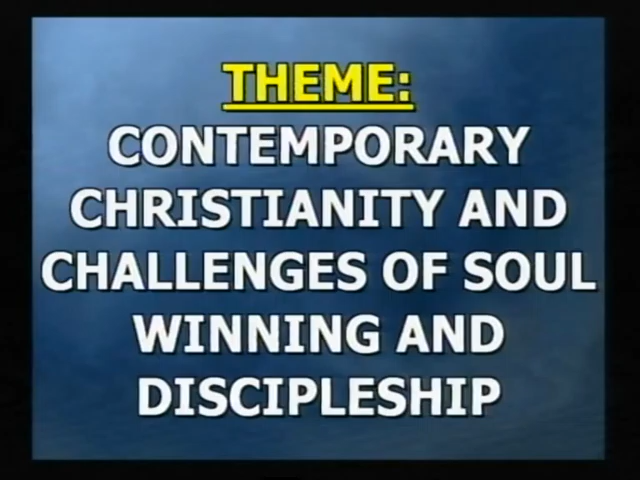 THEME:
CONTEMPORARY
CHRISTIANITY AND
CHALLENGES OF SOUL
WINNING AND
DISCIPLESHIP